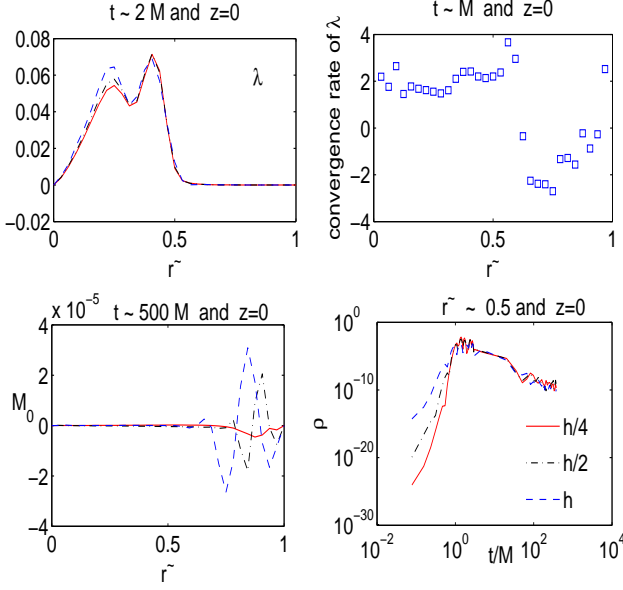 t ~ 2 M and z=0
0.08
0.06
0.04
0.02
0
−0.02
λ
0
0.5
1
r~
t ~ M and z=0
convergence rate of λ
4
2
0
−2
−4
0
0.5
1
r~
x 10^-5
t ~ 500 M and z=0
4
2
0
−2
−4
M_0
0
0.5
1
r~
r~ ~ 0.5 and z=0
10^0
10^-10
10^-20
10^-30
ρ
h/4
h/2
h
10^-2
10^0
10^2
10^4
t/M